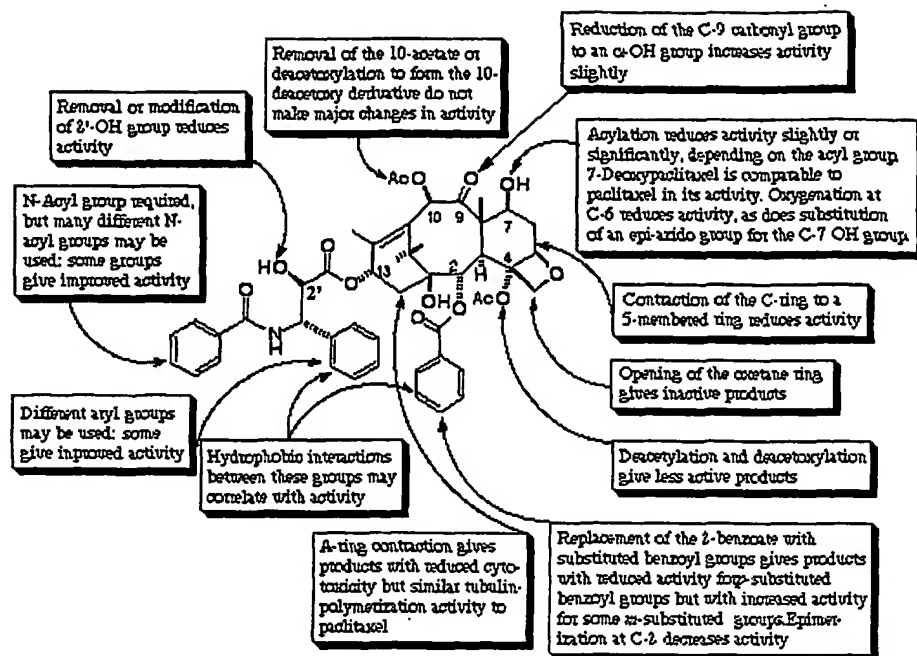 Reduction of the C-9 carbonyl group
to an α-OH group increases activity
slightly
Removal of the 10-acetate or
deacetoxylation to form the 10-
deacetoxy derivative do not
make major changes in activity
Removal or modification
of 2'-OH group reduces
activity
Acylation reduces activity slightly or
significantly, depending on the acyl group.
7-Deoxypaclitaxel is comparable to
paclitaxel in its activity. Oxygenation at
C-6 reduces activity, as does substitution
of an epi-azido group for the C-7 OH group.
N-Acyl group required,
but many different N-
acyl groups may be
used: some groups
give improved activity
AcO
O
OH
10
9
7
HO
O
O
13
2'
2
H
4
O
O
HO
O
AcO
N
H
O
Contraction of the C-ring to a
5-membered ring reduces activity
Opening of the oxetane ring
gives inactive products
Different aryl groups
may be used: some
give improved activity
Hydrophobic interactions
between these groups may
correlate with activity
Deacetylation and deacetoxylation
give less active products
A-ring contraction gives
products with reduced cyto-
toxicity but similar tubulin-
polymerization activity to
paclitaxel
Replacement of the 2-benzoate with
substituted benzoyl groups gives products
with reduced activity for p-substituted
benzoyl groups but with increased activity
for some m-substituted groups. Epimer-
ization at C-2 decreases activity